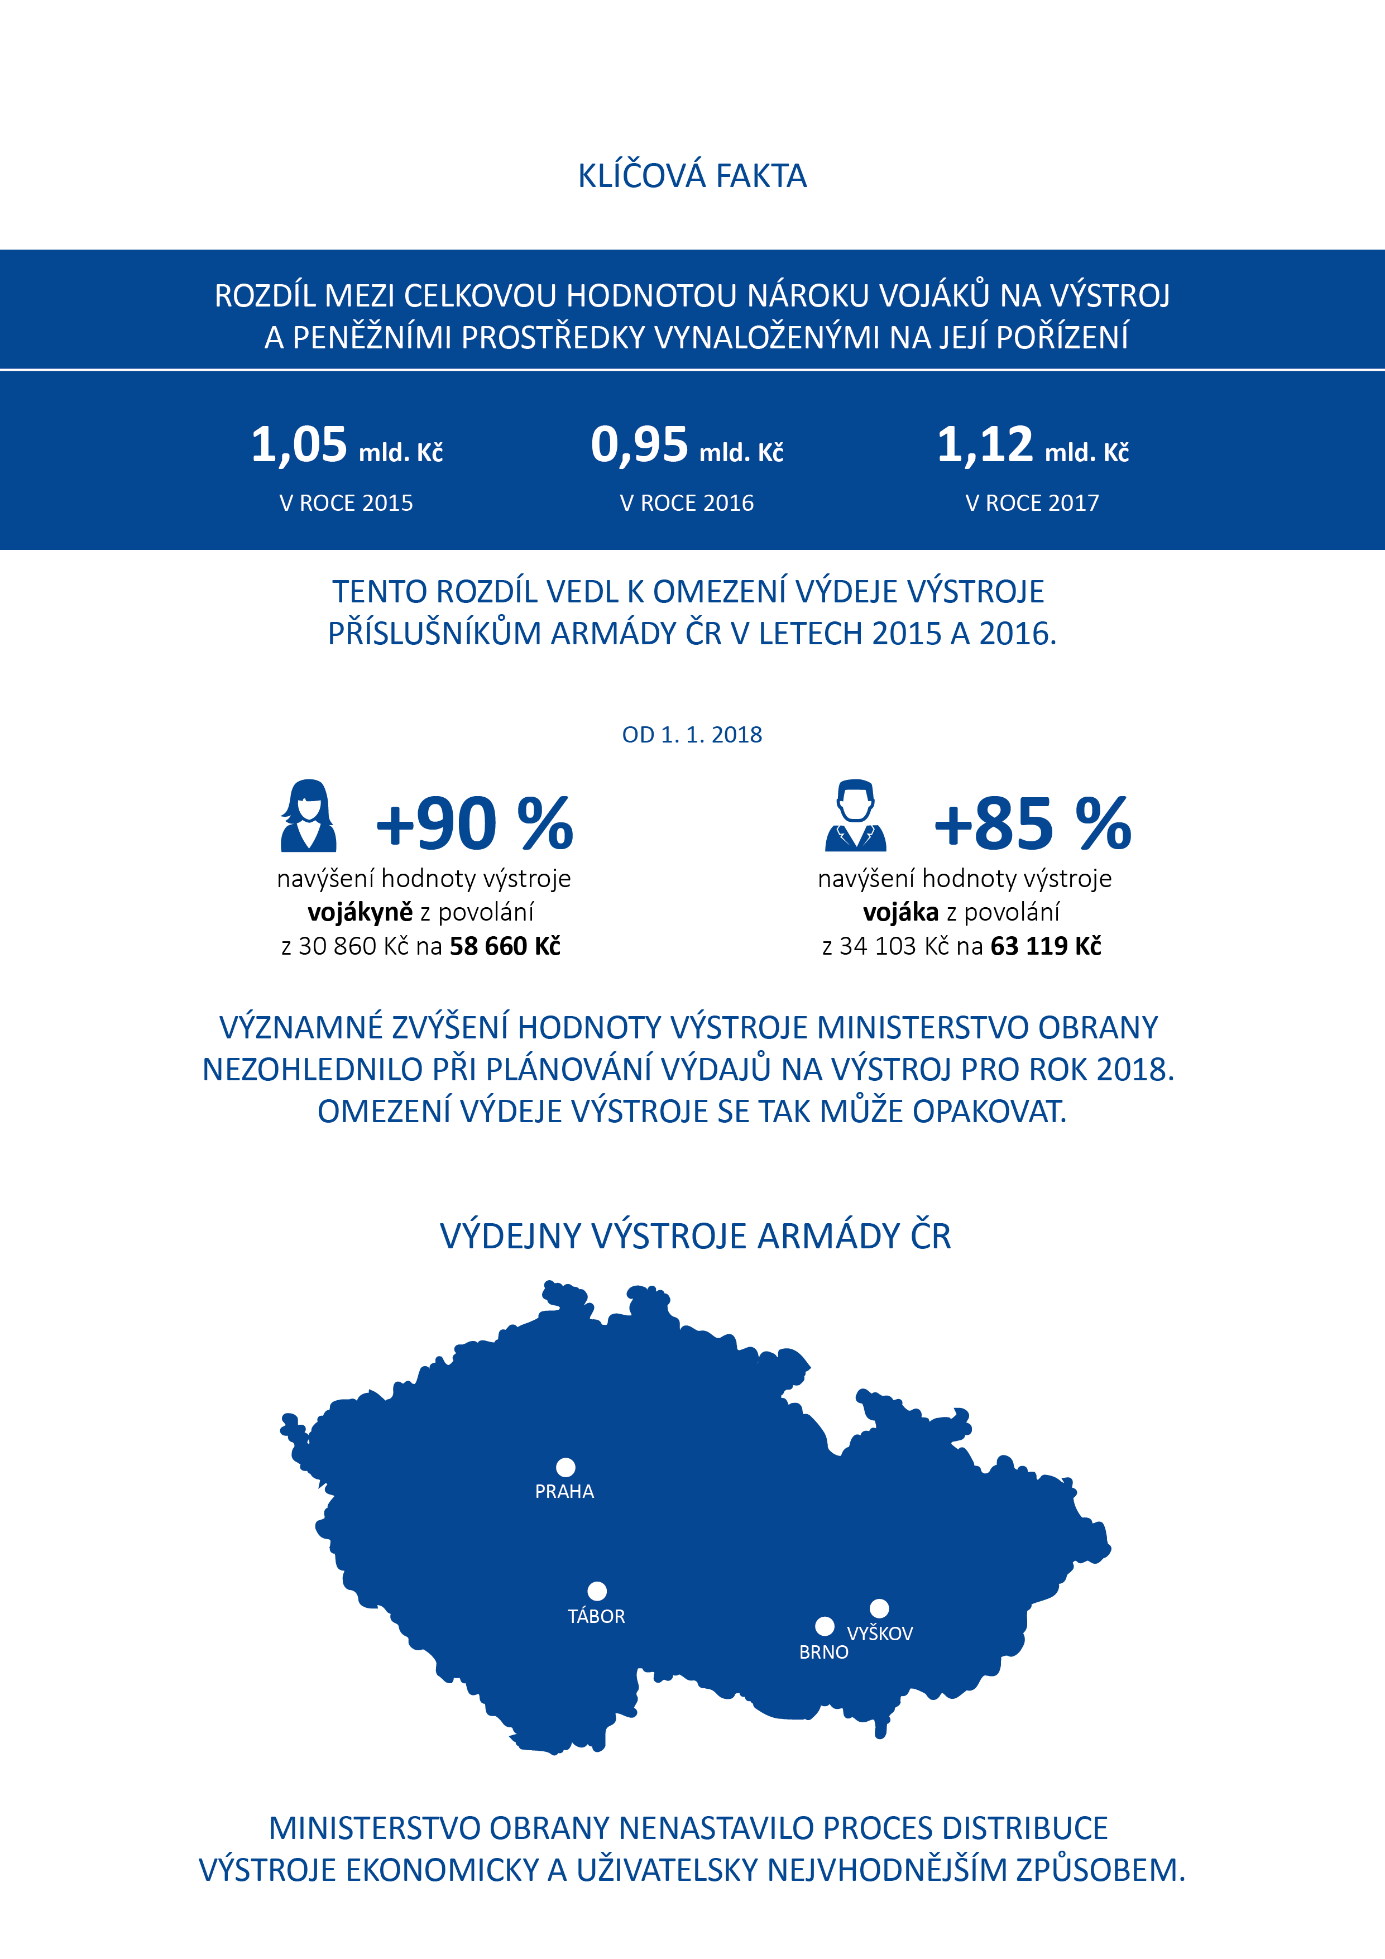 KLÍČOVÁ FAKTA
ROZDÍL MEZI CELKOVOU HODNOTOU NÁROKU VOJÁKŮ NA VÝSTROJ
A PENĚŽNÍMI PROSTŘEDKY VYNALOŽENÝMI NA JEJÍ POŘÍZENÍ
1,05 mld. Kč
V ROCE 2015
0,95 mld. Kč
V ROCE 2016
1,12 mld. Kč
V ROCE 2017
TENTO ROZDÍL VEDL K OMEZENÍ VÝDEJE VÝSTROJE
PŘÍSLUŠNÍKŮM ARMÁDY ČR V LETECH 2015 A 2016.
OD 1. 1. 2018
+90 %
navýšení hodnoty výstroje
vojákyně z povolání
z 30 860 Kč na 58 660 Kč
+85 %
navýšení hodnoty výstroje
vojáka z povolání
z 34 103 Kč na 63 119 Kč
VÝZNAMNÉ ZVÝŠENÍ HODNOTY VÝSTROJE MINISTERSTVO OBRANY
NEZOHLEDNILO PŘI PLÁNOVÁNÍ VÝDAJŮ NA VÝSTROJ PRO ROK 2018.
OMEZENÍ VÝDEJE VÝSTROJE SE TAK MŮŽE OPAKOVAT.
VÝDEJNY VÝSTROJE ARMÁDY ČR
PRAHA
TÁBOR
VYŠKOV
BRNO
MINISTERSTVO OBRANY NENASTAVILO PROCES DISTRIBUCE
VÝSTROJE EKONOMICKY A UŽIVATELSKY NEJVHODNĚJŠÍM ZPŮSOBEM.